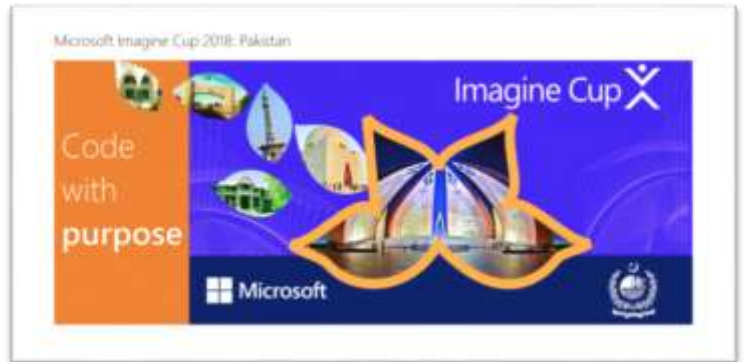 Microsoft Imagine Cup 2018: Pakistan
Imagine Cup
Code
with
purpose
Microsoft